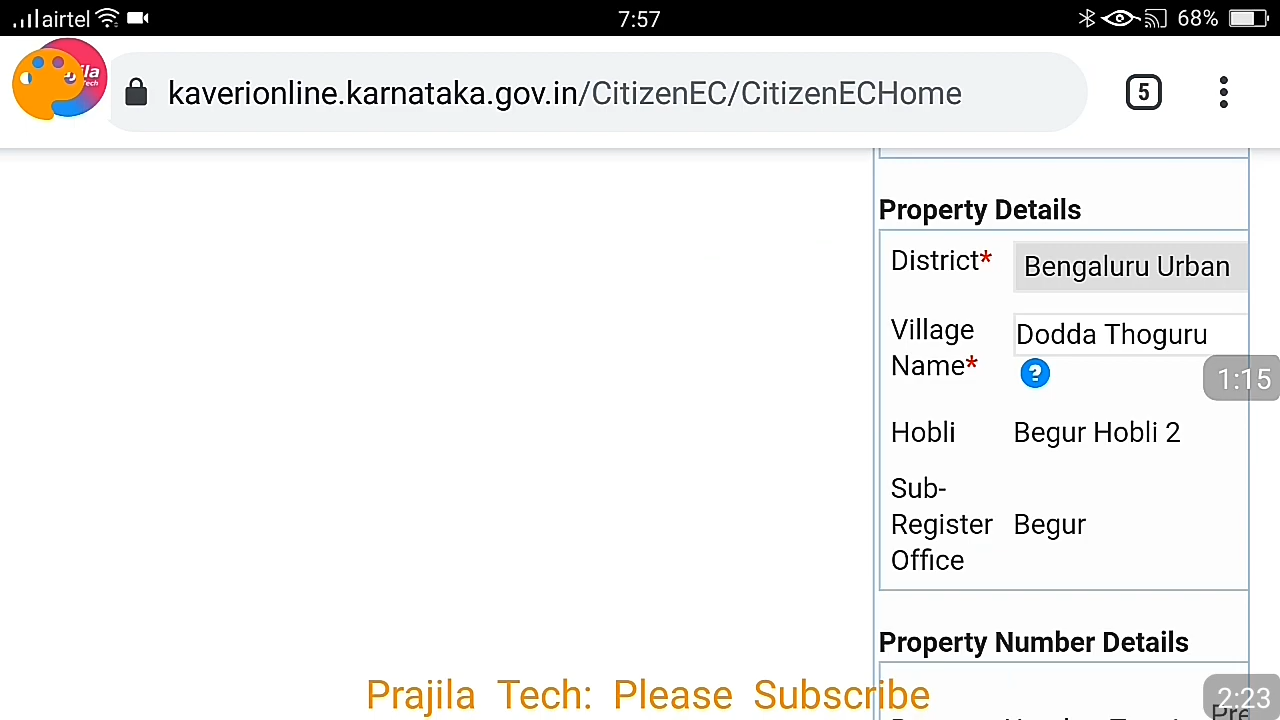 airtel 7:57 68%
kaverionline.karnataka.gov.in/CitizenEC/CitizenECHome 5
Property Details
District* Bengaluru Urban
Village Name* Dodda Thoguru
?
1:15
Hobli Begur Hobli 2
Sub-
Register Begur
Office
Property Number Details
Prajila Tech: Please Subscribe
2:23